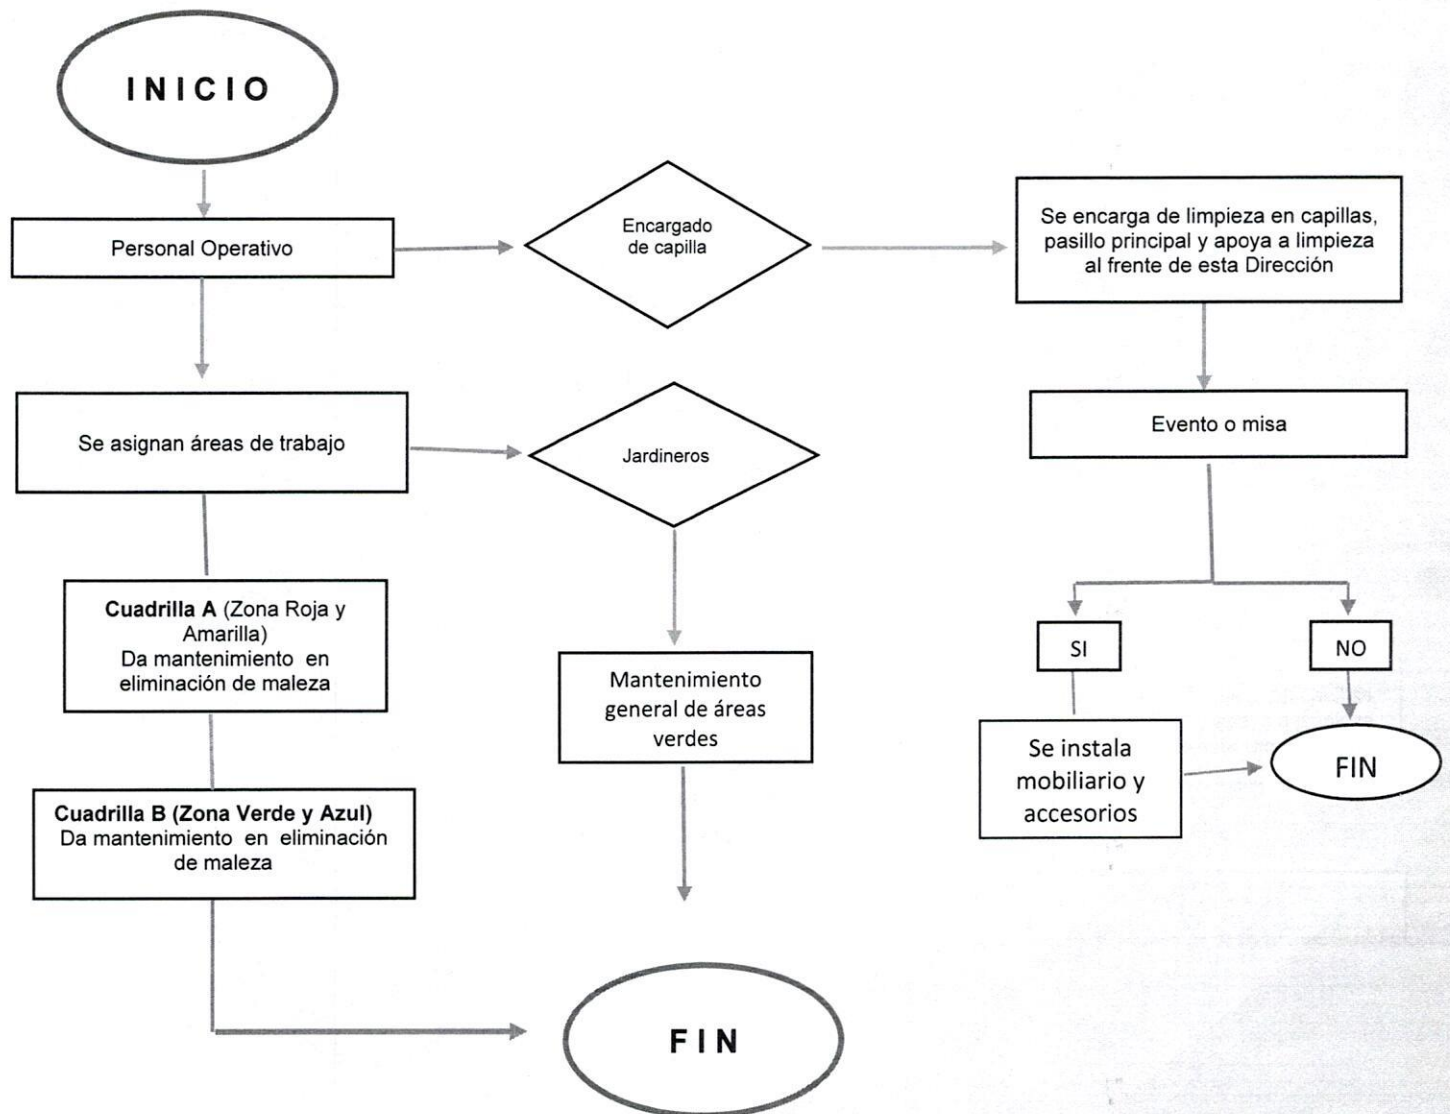 INICIO
Personal Operativo
Encargado
de capilla
Se encarga de limpieza en capillas,
pasillo principal y apoya a limpieza
al frente de esta Dirección
Se asignan áreas de trabajo
Jardineros
Evento o misa
Cuadrilla A (Zona Roja y
Amarilla)
Da mantenimiento en
eliminación de maleza
Mantenimiento
general de áreas
verdes
SI
NO
Se instala
mobiliario y
accesorios
FIN
Cuadrilla B (Zona Verde y Azul)
Da mantenimiento en eliminación
de maleza
FIN